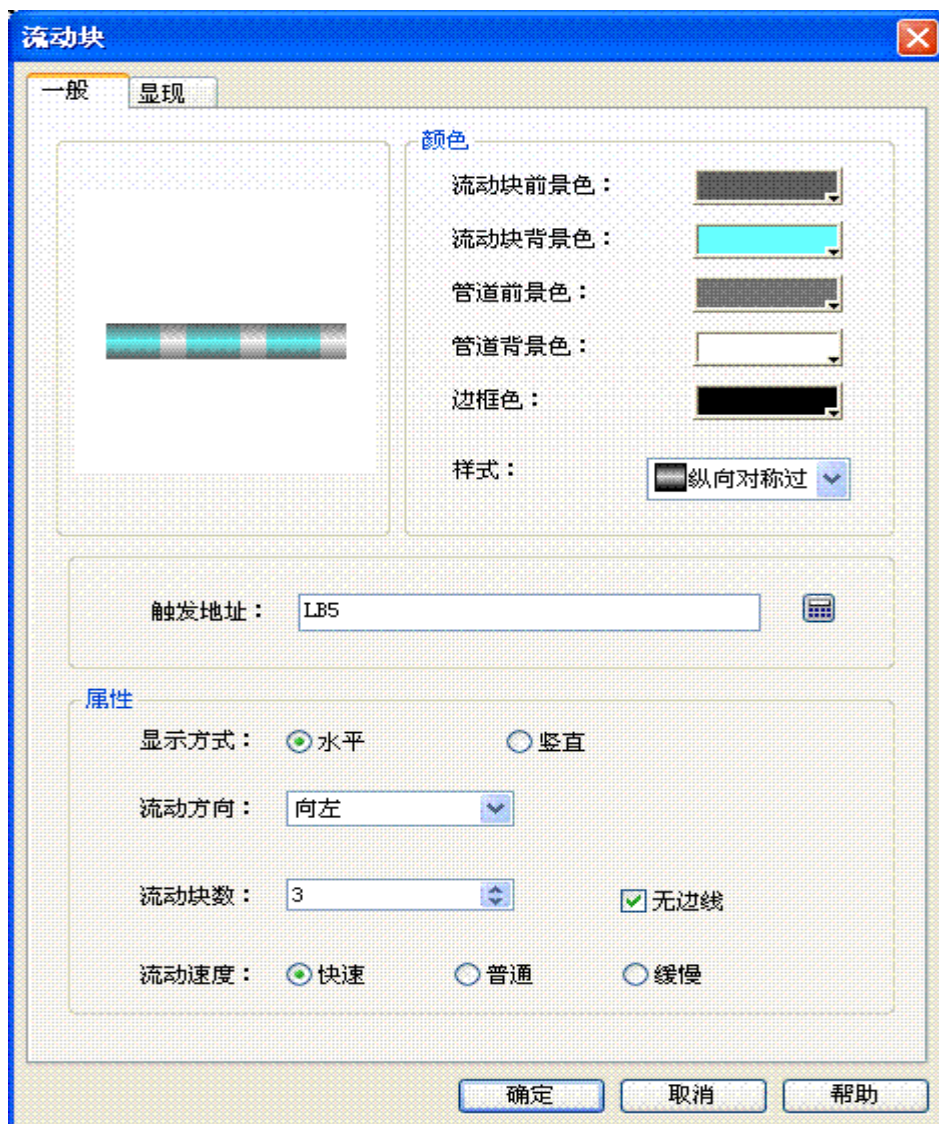 流动块
一般
显现
颜色
流动块前景色：
流动块背景色：
管道前景色：
管道背景色：
边框色：
样式：
纵向对称过
触发地址：
LB5
属性
显示方式：
水平
竖直
流动方向：
向左
流动块数：
3
无边线
流动速度：
快速
普通
缓慢
确定
取消
帮助